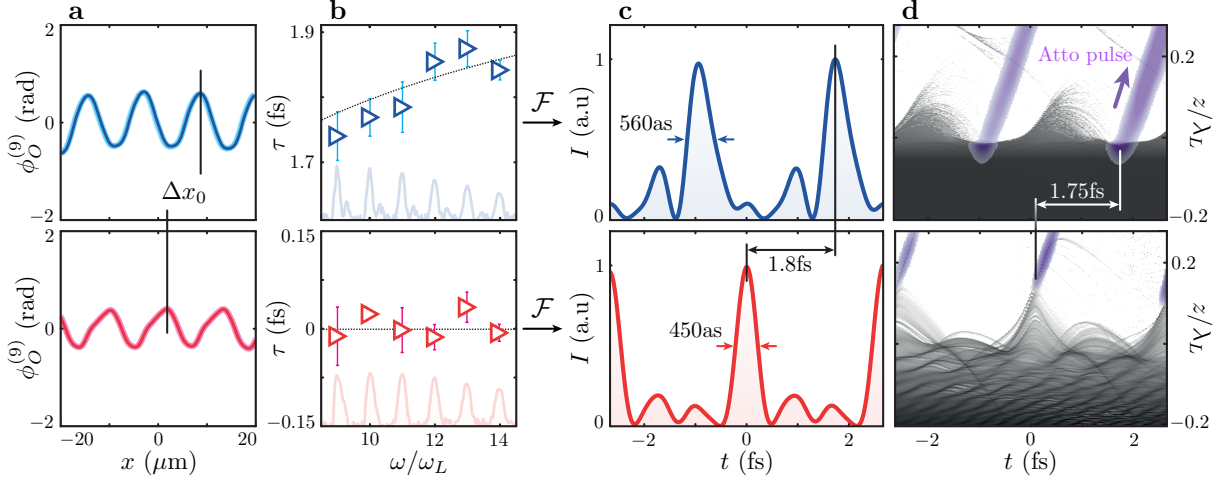 a
b
c
d
ϕ_O^(9) (rad)
2
0
−2
Δx₀
τ (fs)
1.9
1.7
ℱ
I (a.u)
1
0
560as
Atto pulse
1.75fs
0.2
z/λ_L
−0.2
ϕ_O^(9) (rad)
2
0
−2
−20
0
20
x (μm)
τ (fs)
0.15
0
−0.15
10
12
14
ω/ω_L
ℱ
I (a.u)
1
0
1.8fs
450as
−2
0
2
t (fs)
0.2
z/λ_L
−0.2
−2
0
2
t (fs)